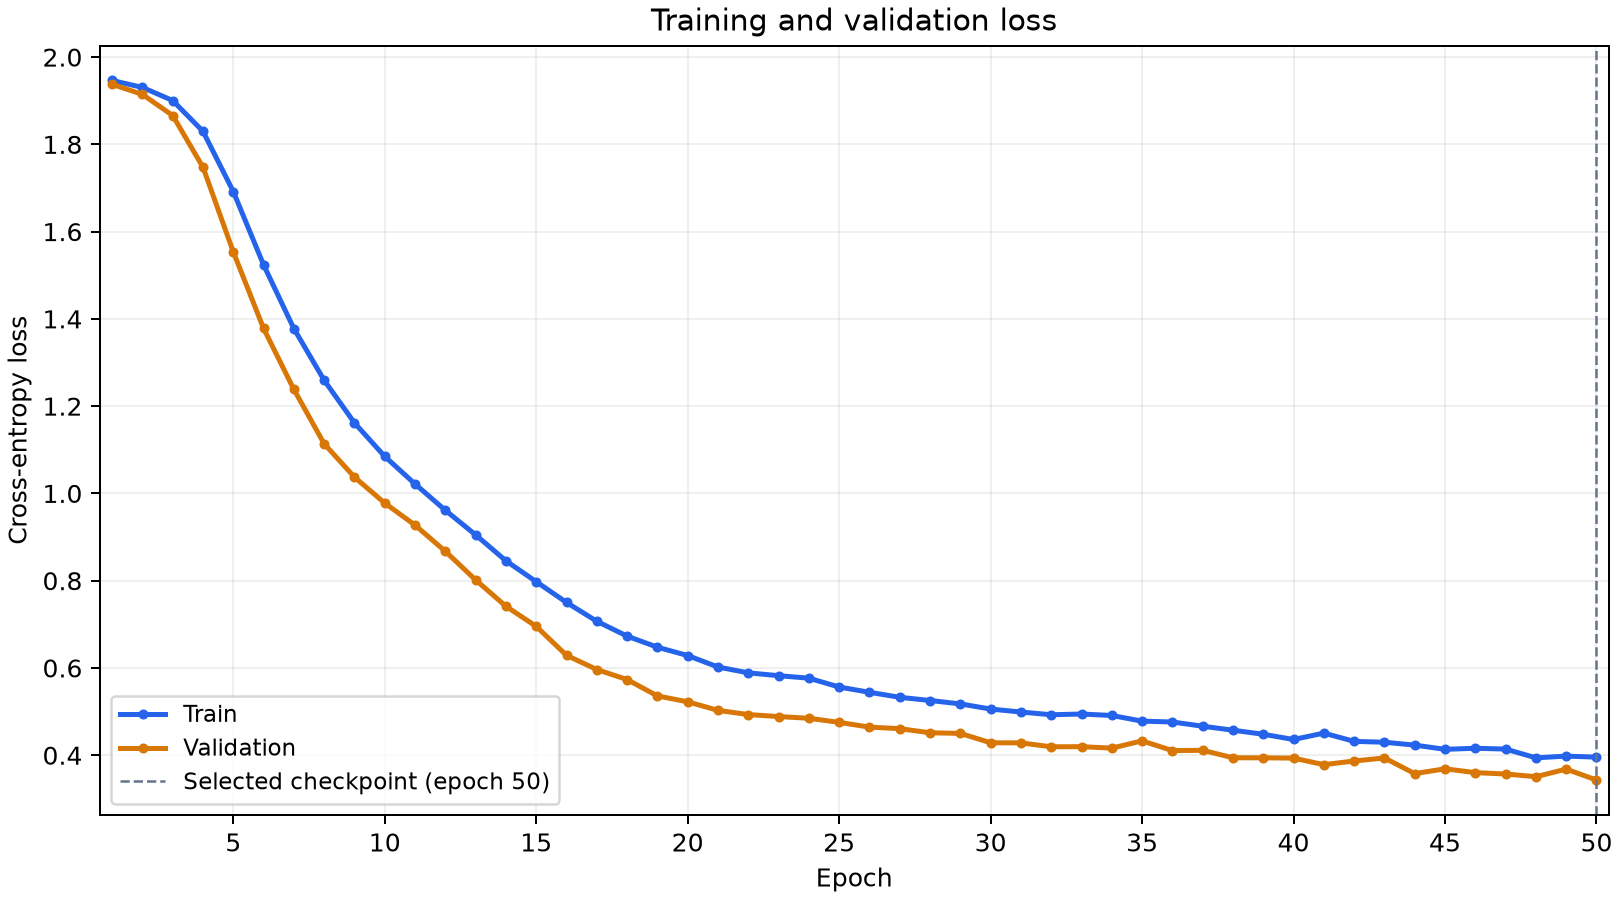 Training and validation loss
2.0
1.8
1.6
1.4
1.2
1.0
0.8
0.6
0.4
Cross-entropy loss
Train
Validation
Selected checkpoint (epoch 50)
5 10 15 20 25 30 35 40 45 50
Epoch